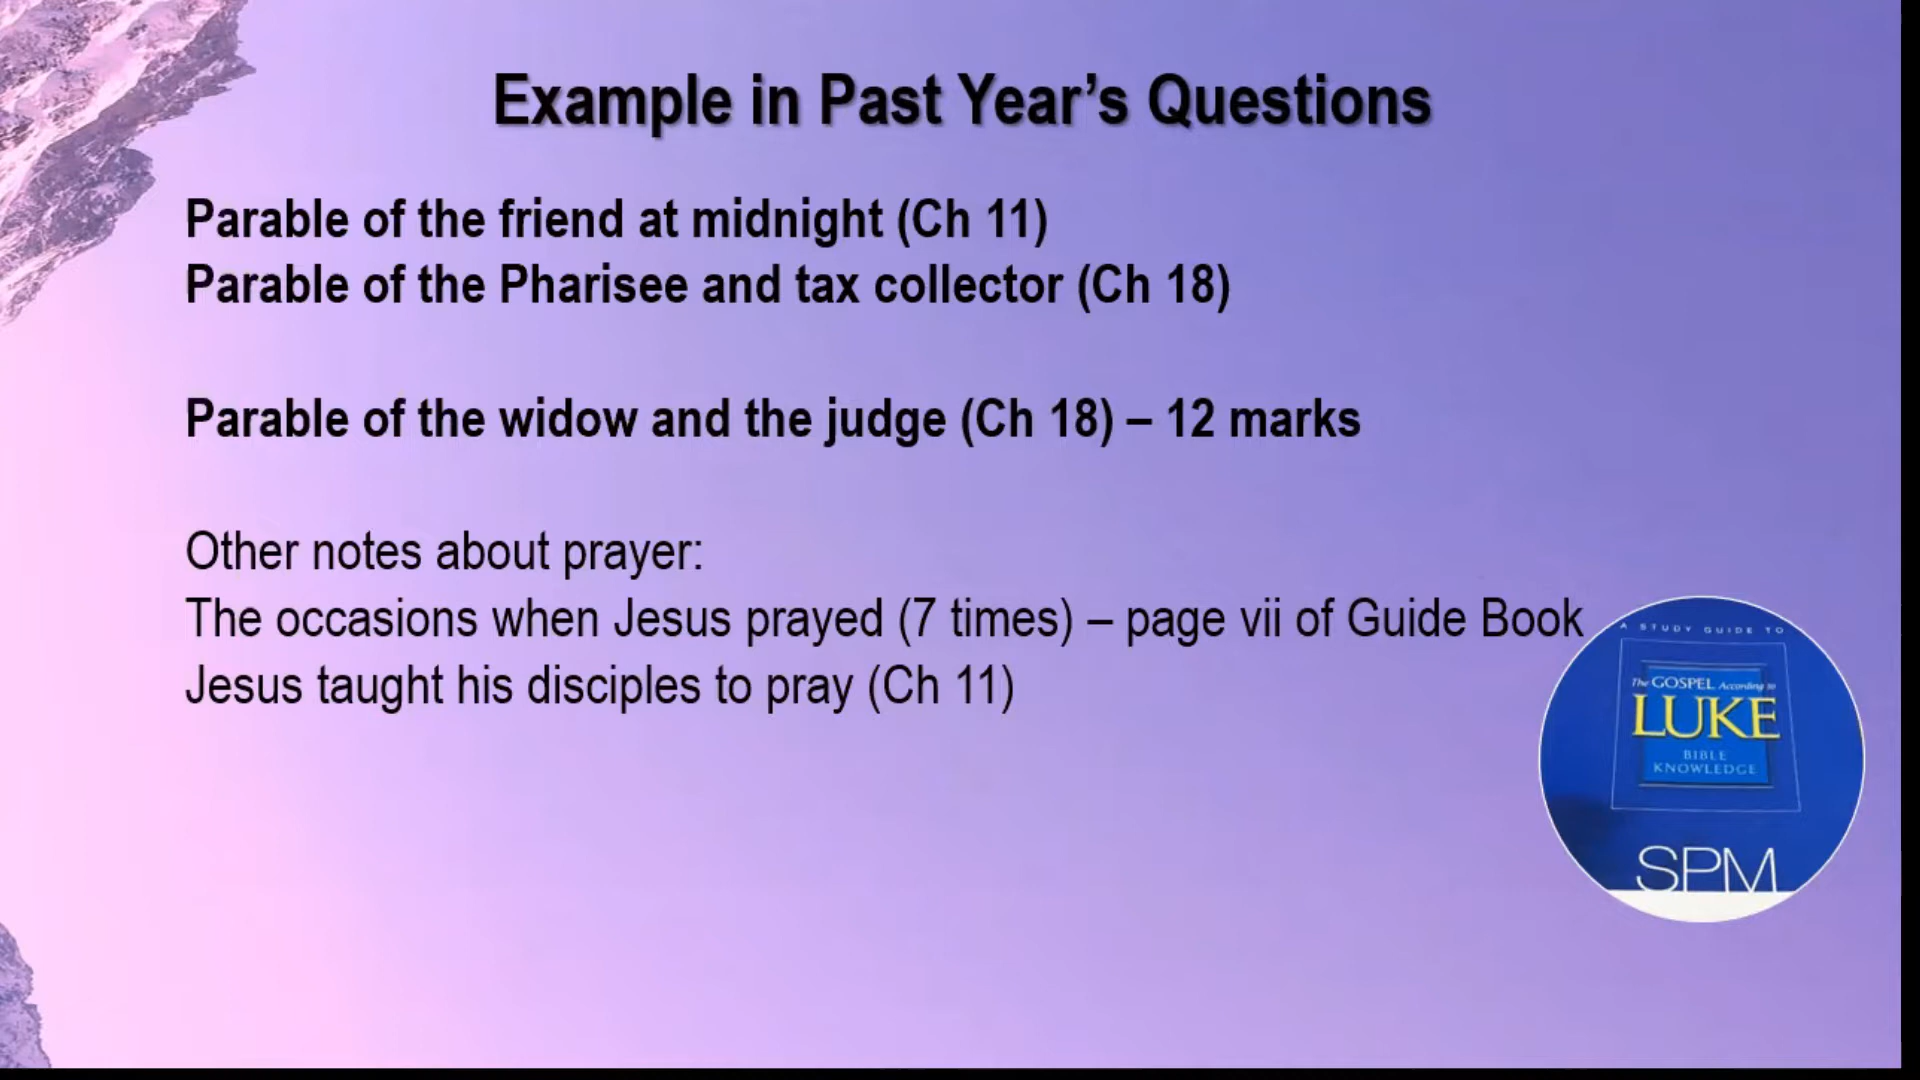 Example in Past Year’s Questions
Parable of the friend at midnight (Ch 11)
Parable of the Pharisee and tax collector (Ch 18)
Parable of the widow and the judge (Ch 18) – 12 marks
Other notes about prayer:
The occasions when Jesus prayed (7 times) – page vii of Guide Book
Jesus taught his disciples to pray (Ch 11)
A STUDY GUIDE TO
The GOSPEL According to
LUKE
BIBLE
KNOWLEDGE
SPM